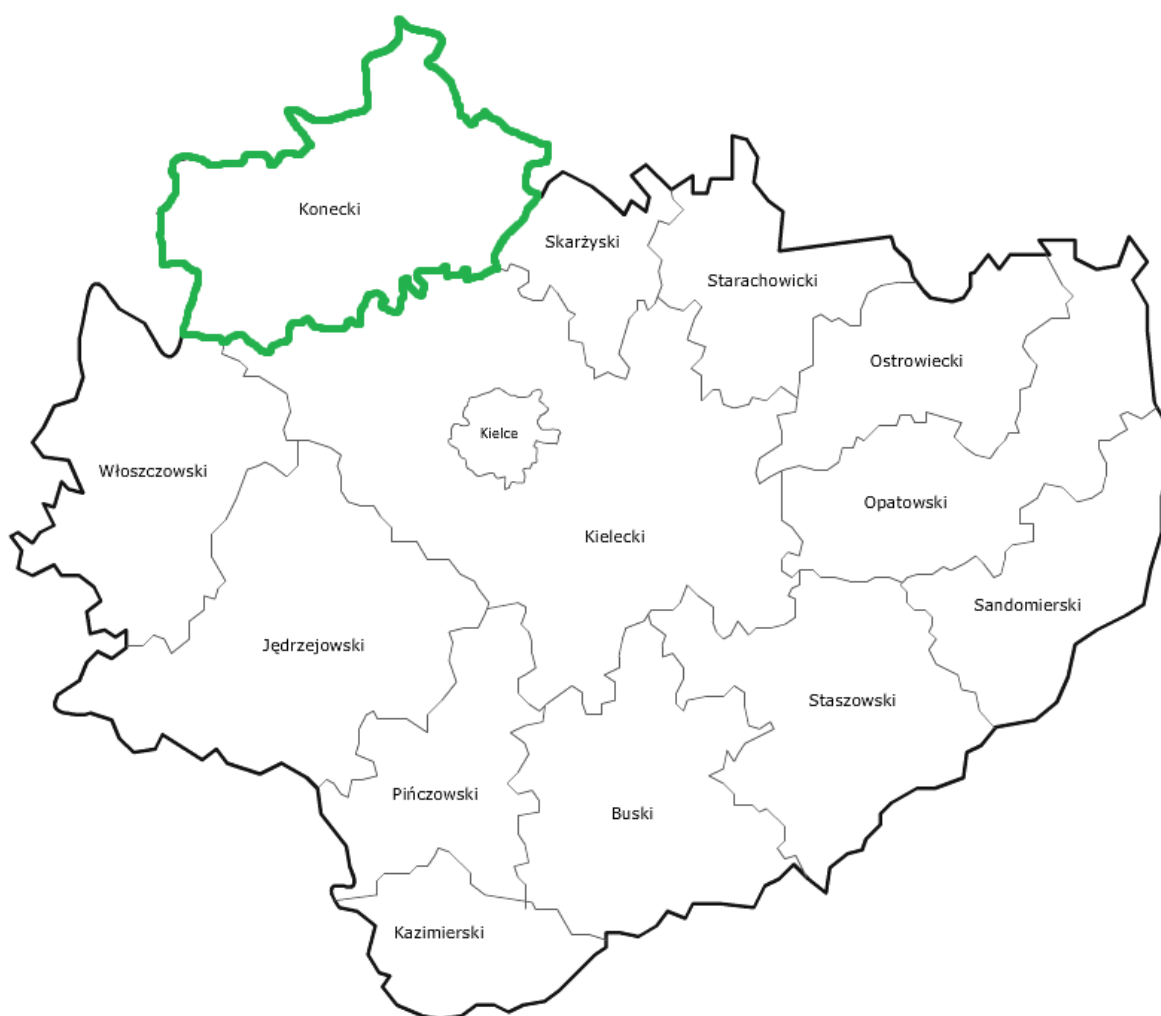 Konecki
Skarżyski
Starachowicki
Ostrowiecki
Kielce
Włoszczowski
Opatowski
Kielecki
Sandomierski
Jędrzejowski
Staszowski
Pińczowski
Buski
Kazimierski